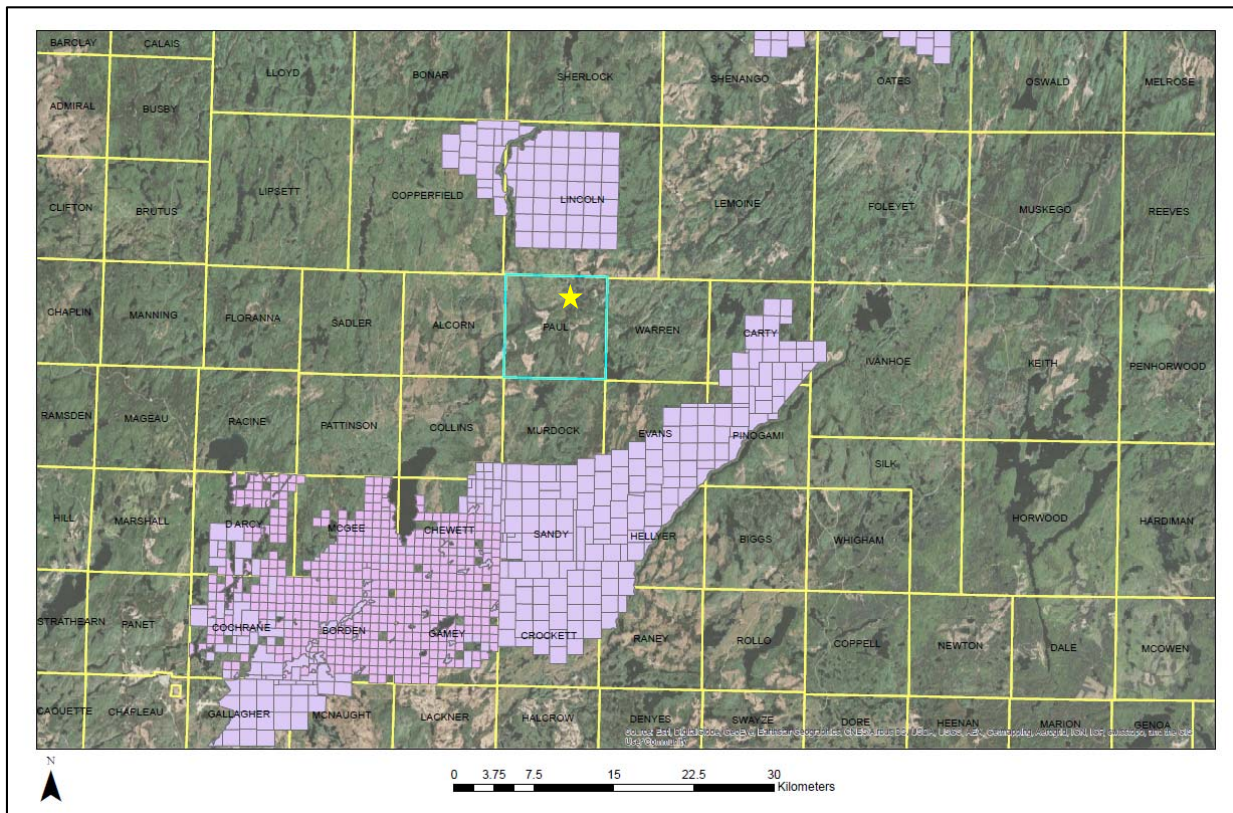 BARCLAY CALAIS
LLOYD BONAR SHERLOCK SHENANGO OATES OSWALD MELROSE
ADMIRAL BUSBY
CLIFTON BRUTUS LIPSETT COPPERFIELD LINCOLN LEMOINE FOLEYET MUSKEGO REEVES
CHAPLIN MANNING FLORANNA SADLER ALCORN PAUL WARREN CARTY IVANHOE KEITH PENHORWOOD
RAMSDEN MAGEAU RACINE PATTINSON COLLINS MURDOCK EVANS PINOGAMI
SILK
HILL MARSHALL D'ARCY MCGEE CHEWETT SANDY HELLYER BIGGS WHIGHAM HORWOOD HARDIMAN
STRATHEARN PANET COCHRANE BORDEN GAMEY CROCKETT RANEY ROLLO COPPELL NEWTON DALE MCOWEN
CAOUETTE CHARLEAU GALLAGHER MCNAUGHT LACKNER HALCROW DENYES SWAYZE DORE HEENAN MARION GENOA
User Community
N
0 3.75 7.5 15 22.5 30
Kilometers